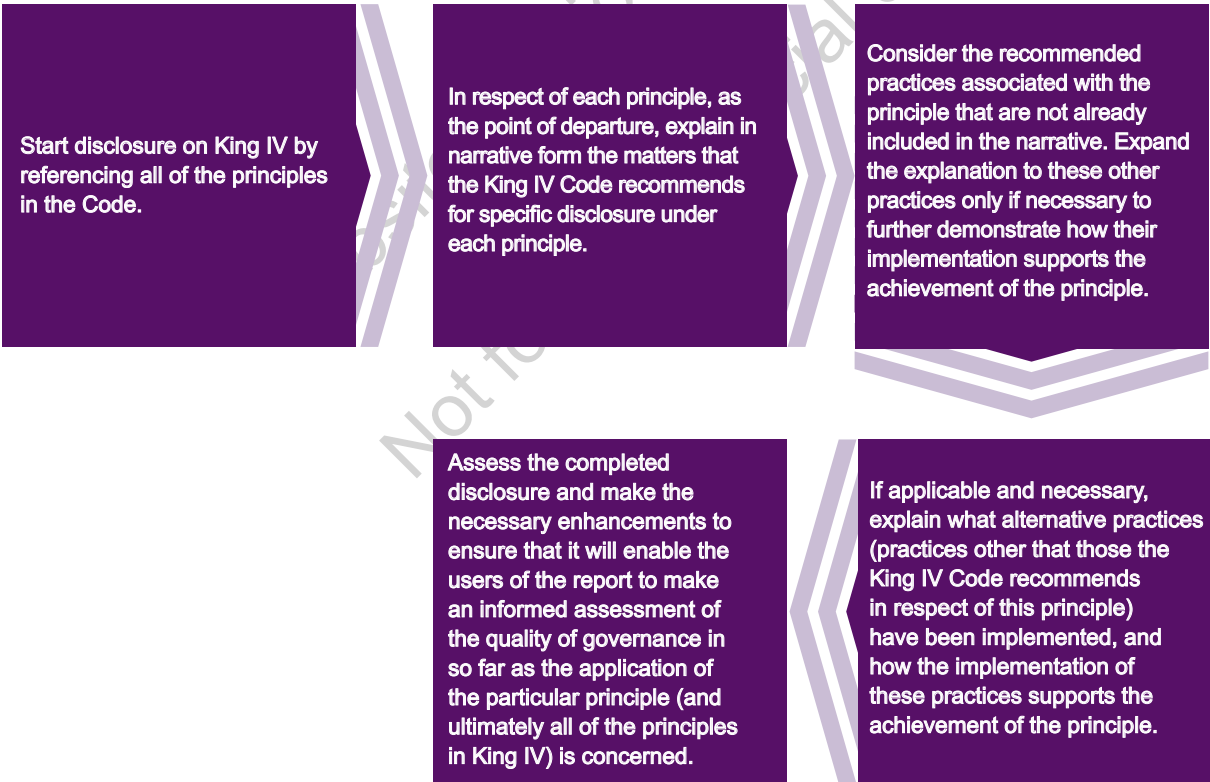 Start disclosure on King IV by
referencing all of the principles
in the Code.
In respect of each principle, as
the point of departure, explain in
narrative form the matters that
the King IV Code recommends
for specific disclosure under
each principle.
Consider the recommended
practices associated with the
principle that are not already
included in the narrative. Expand
the explanation to these other
practices only if necessary to
further demonstrate how their
implementation supports the
achievement of the principle.
If applicable and necessary,
explain what alternative practices
(practices other that those the
King IV Code recommends
in respect of this principle)
have been implemented, and
how the implementation of
these practices supports the
achievement of the principle.
Assess the completed
disclosure and make the
necessary enhancements to
ensure that it will enable the
users of the report to make
an informed assessment of
the quality of governance in
so far as the application of
the particular principle (and
ultimately all of the principles
in King IV) is concerned.
Not